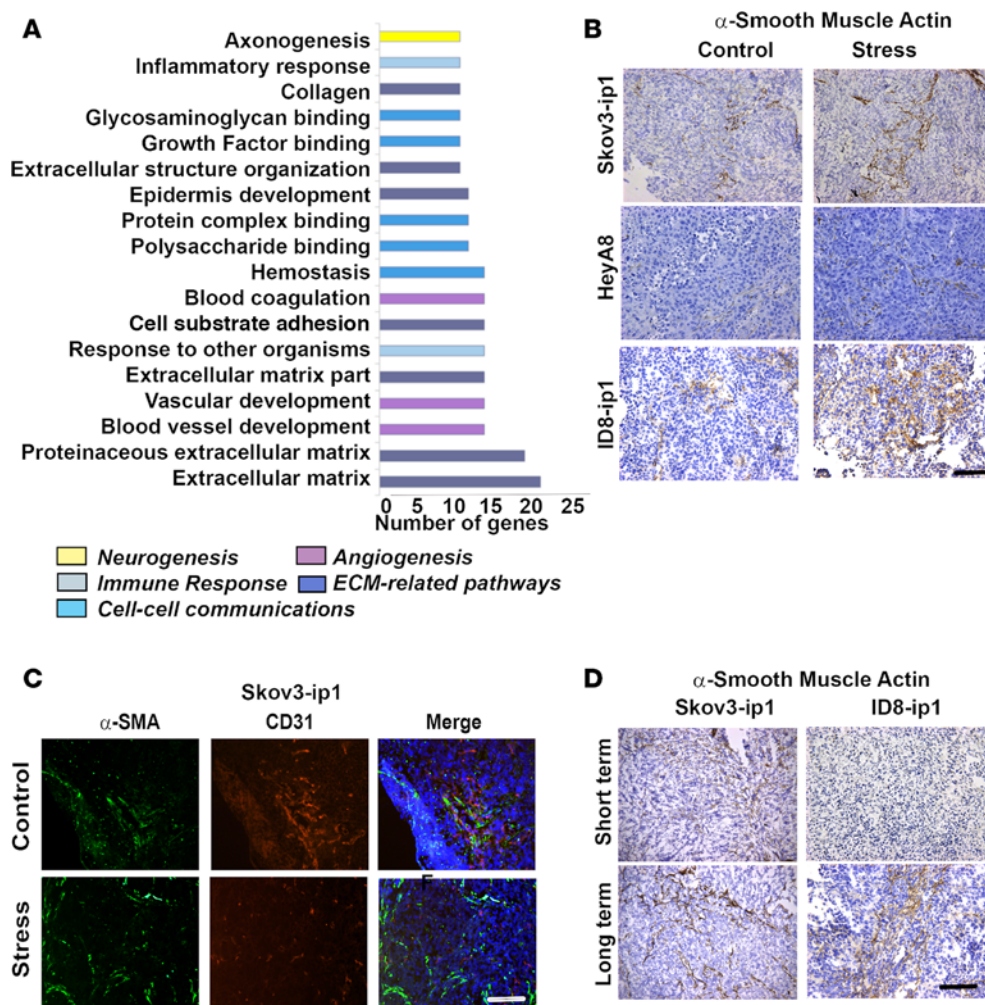 A
Axonogenesis
Inflammatory response
Collagen
Glycosaminoglycan binding
Growth Factor binding
Extracellular structure organization
Epidermis development
Protein complex binding
Polysaccharide binding
Hemostasis
Blood coagulation
Cell substrate adhesion
Response to other organisms
Extracellular matrix part
Vascular development
Blood vessel development
Proteinaceous extracellular matrix
Extracellular matrix
0 5 10 15 20 25
Number of genes
Neurogenesis
Angiogenesis
Immune Response
ECM-related pathways
Cell-cell communications
B
α-Smooth Muscle Actin
Control Stress
Skov3-ip1
HeyA8
ID8-ip1
C
Skov3-ip1
α-SMA CD31 Merge
Control
Stress
F
D
α-Smooth Muscle Actin
Skov3-ip1 ID8-ip1
Short term
Long term